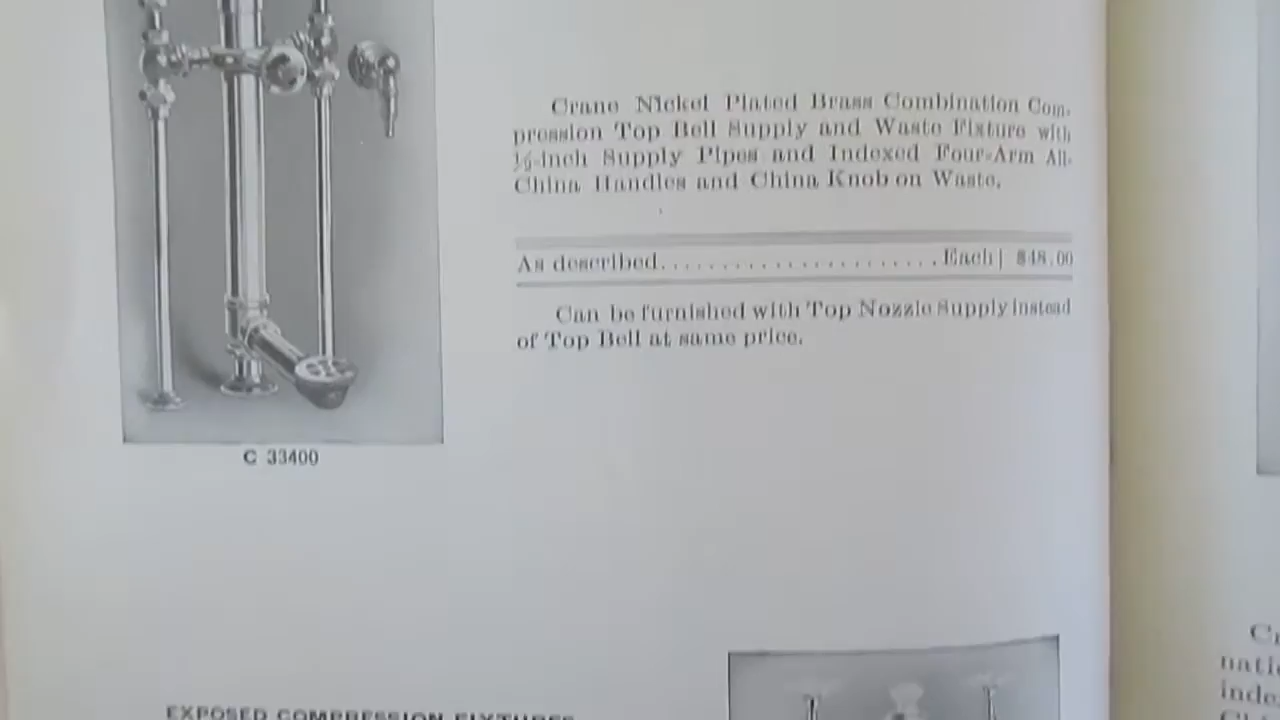 Crane Nickel Plated Brass Combination Com-
pression Top Bell Supply and Waste Fixture with
½-inch Supply Pipes and Indexed Four-Arm All-
China Handles and China Knob on Waste.
As described.......................Each| $48.00
Can be furnished with Top Nozzle Supply instead
of Top Bell at same price.
C 33400
EXPOSED COMPRESSION FIXTURES
natio
inde